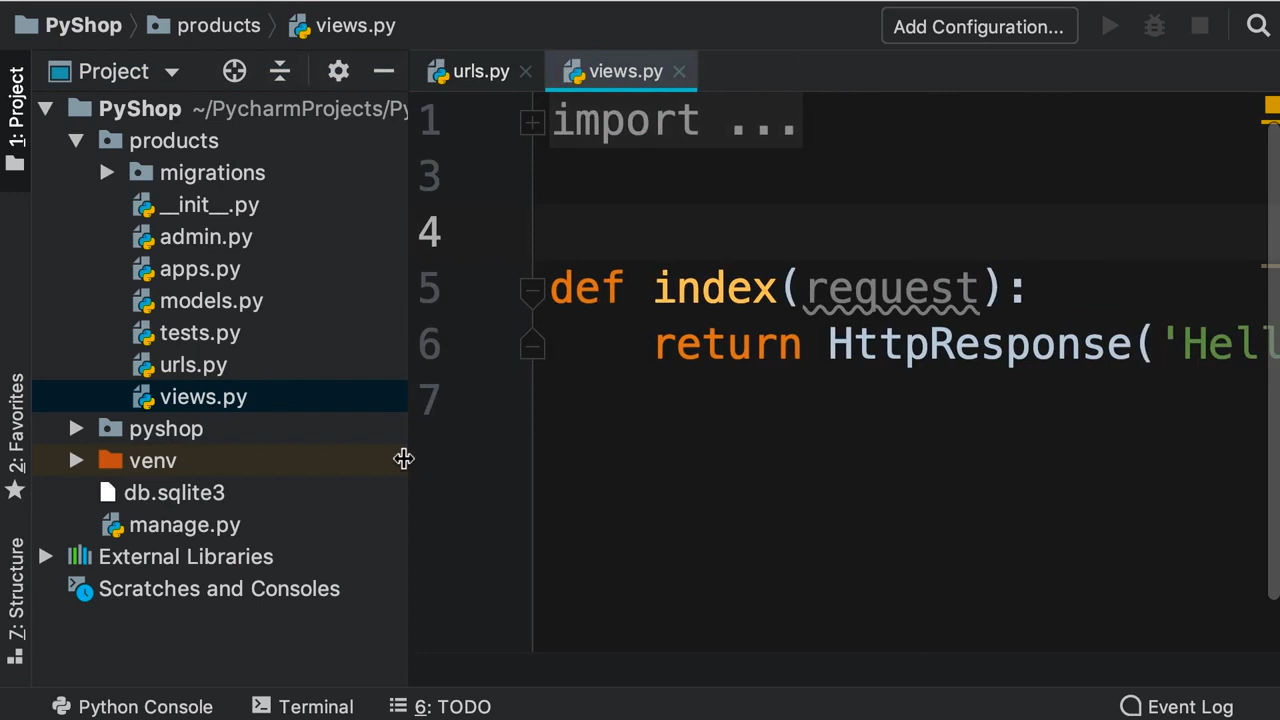 PyShop products views.py Add Configuration...
1: Project
2: Favorites
7: Structure
Project
PyShop ~/PycharmProjects/Py
products
migrations
__init__.py
admin.py
apps.py
models.py
tests.py
urls.py
views.py
pyshop
venv
db.sqlite3
manage.py
External Libraries
Scratches and Consoles
urls.py views.py
1 import ...
3
4
5 def index(request):
6 return HttpResponse('Hell
7
Python Console Terminal 6: TODO Event Log